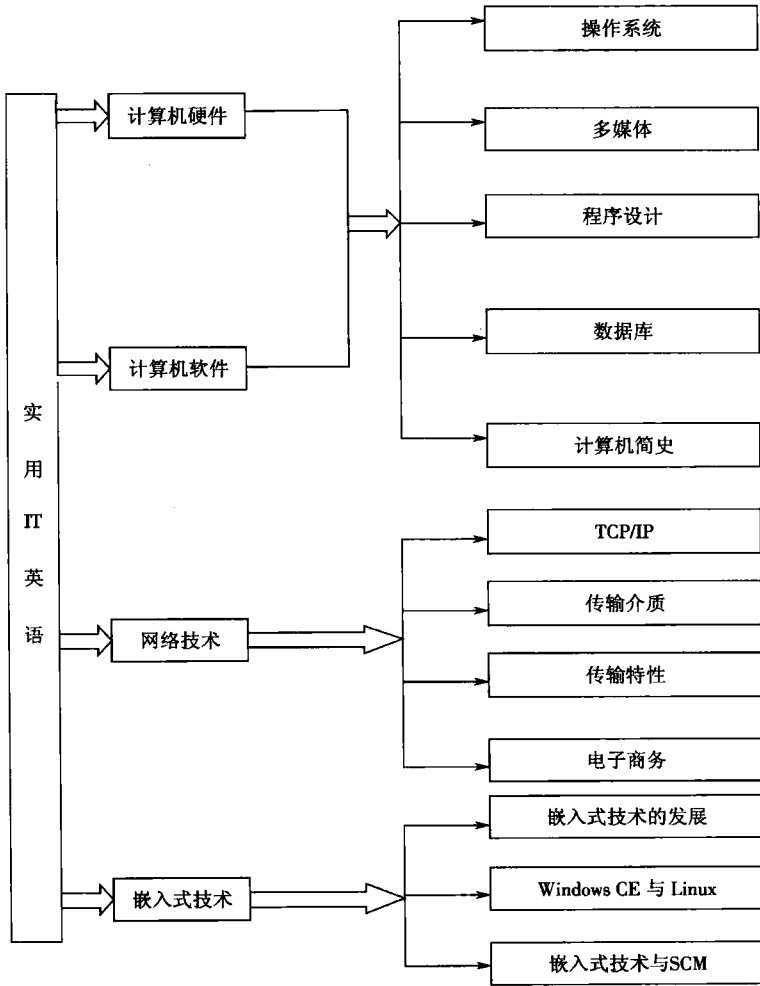 实用IT英语
计算机硬件
计算机软件
操作系统
多媒体
程序设计
数据库
计算机简史
网络技术
TCP/IP
传输介质
传输特性
电子商务
嵌入式技术
嵌入式技术的发展
Windows CE 与 Linux
嵌入式技术与SCM